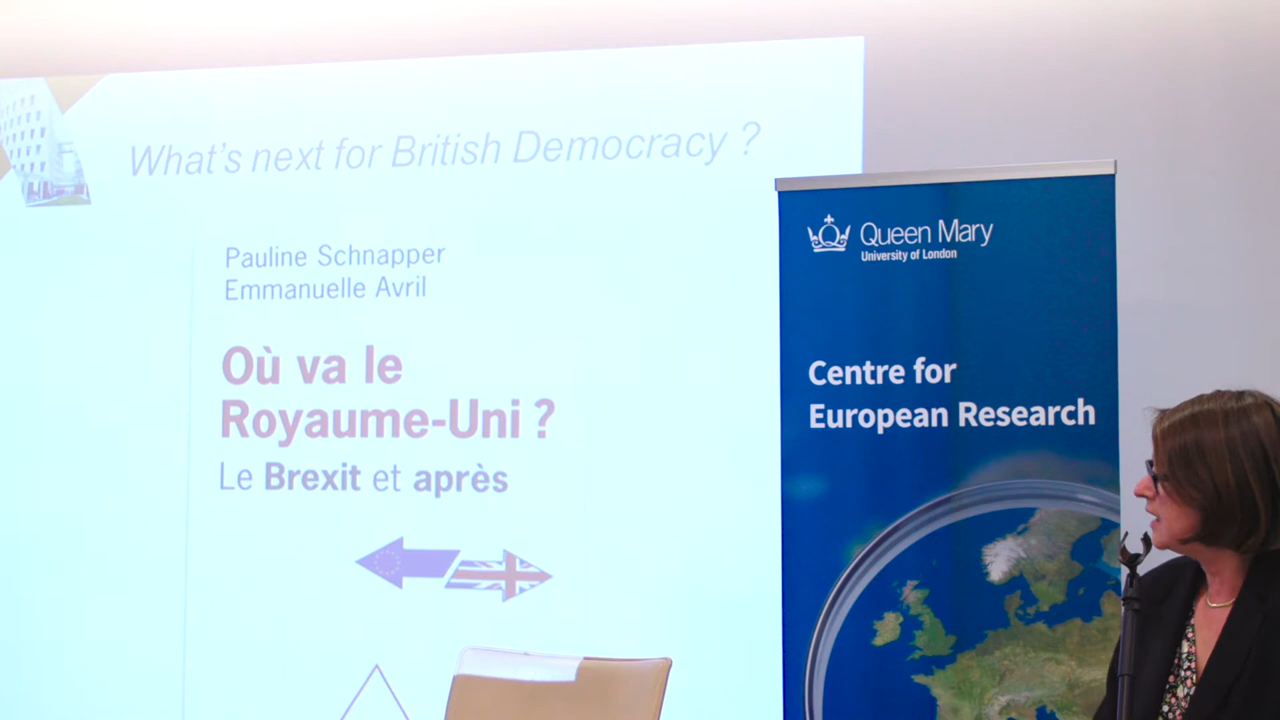 What's next for British Democracy ?
Pauline Schnapper
Emmanuelle Avril
Où va le
Royaume-Uni ?
Le Brexit et après
Queen Mary
University of London
Centre for
European Research